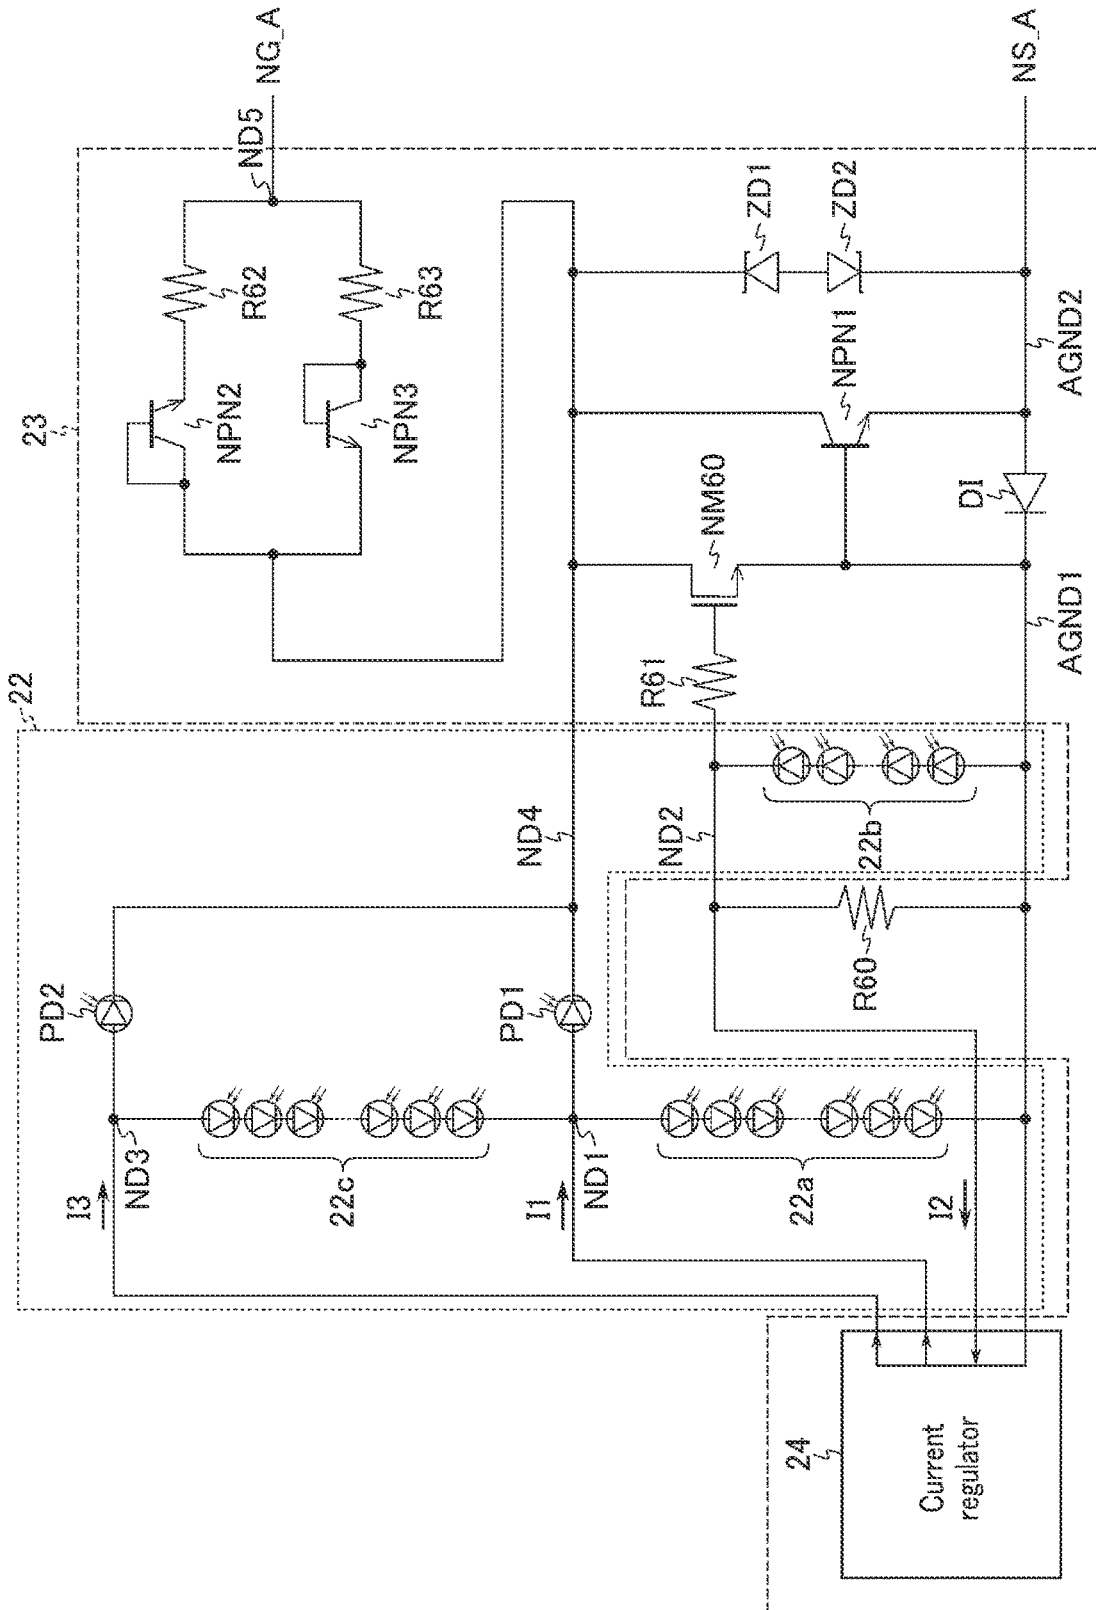 22
23
ND5
NG_A
NPN2
R62
NPN3
R63
PD2
ND3
I3
22c
ND4
PD1
I1
ND1
22a
I2
ND2
R60
22b
R61
NM60
NPN1
ZD1
ZD2
DI
AGND1
AGND2
NS_A
24
Current
regulator